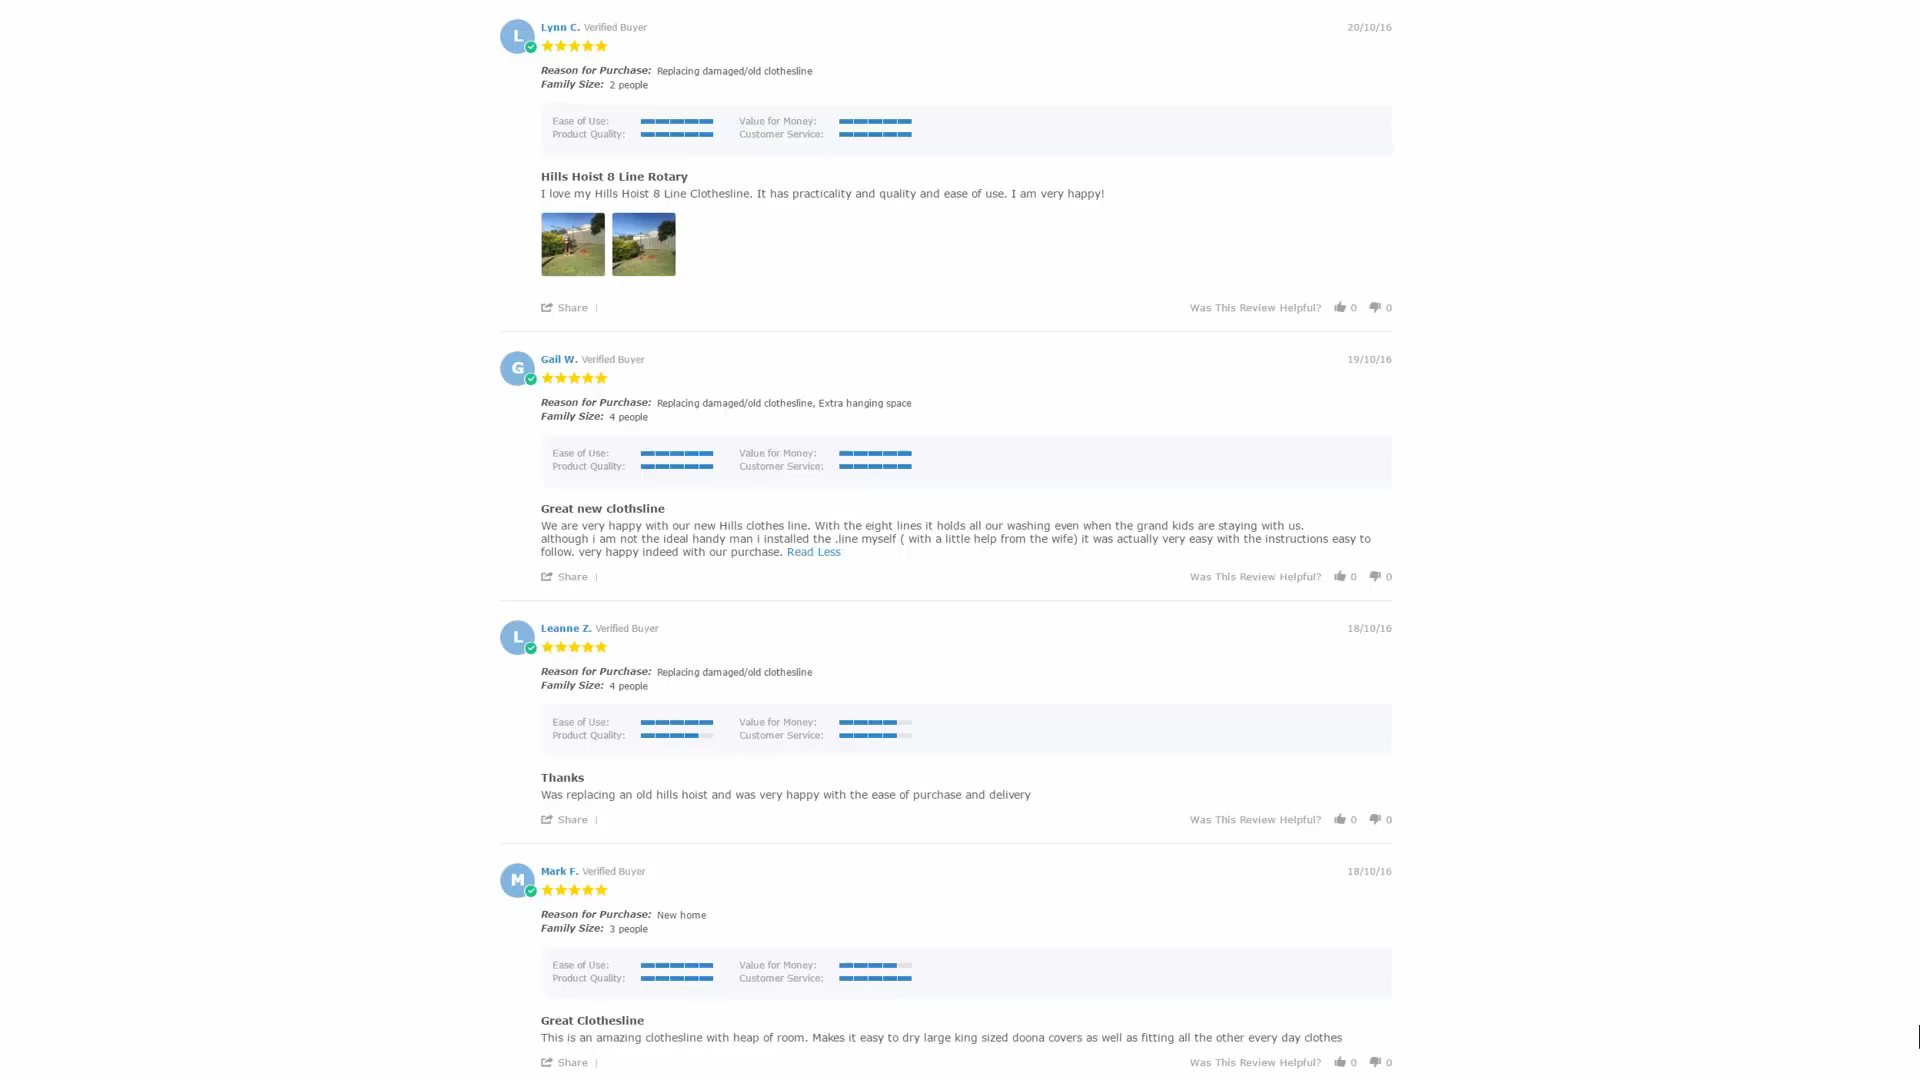 L
Lynn C. Verified Buyer 20/10/16
Reason for Purchase: Replacing damaged/old clothesline
Family Size: 2 people
Ease of Use: Value for Money:
Product Quality: Customer Service:
Hills Hoist 8 Line Rotary
I love my Hills Hoist 8 Line Clothesline. It has practicality and quality and ease of use. I am very happy!
Share | Was This Review Helpful? 0 0
G
Gail W. Verified Buyer 19/10/16
Reason for Purchase: Replacing damaged/old clothesline, Extra hanging space
Family Size: 4 people
Ease of Use: Value for Money:
Product Quality: Customer Service:
Great new clothsline
We are very happy with our new Hills clothes line. With the eight lines it holds all our washing even when the grand kids are staying with us.
although i am not the ideal handy man i installed the .line myself ( with a little help from the wife) it was actually very easy with the instructions easy to
follow. very happy indeed with our purchase. Read Less
Share | Was This Review Helpful? 0 0
L
Leanne Z. Verified Buyer 18/10/16
Reason for Purchase: Replacing damaged/old clothesline
Family Size: 4 people
Ease of Use: Value for Money:
Product Quality: Customer Service:
Thanks
Was replacing an old hills hoist and was very happy with the ease of purchase and delivery
Share | Was This Review Helpful? 0 0
M
Mark F. Verified Buyer 18/10/16
Reason for Purchase: New home
Family Size: 3 people
Ease of Use: Value for Money:
Product Quality: Customer Service:
Great Clothesline
This is an amazing clothesline with heap of room. Makes it easy to dry large king sized doona covers as well as fitting all the other every day clothes
Share | Was This Review Helpful? 0 0